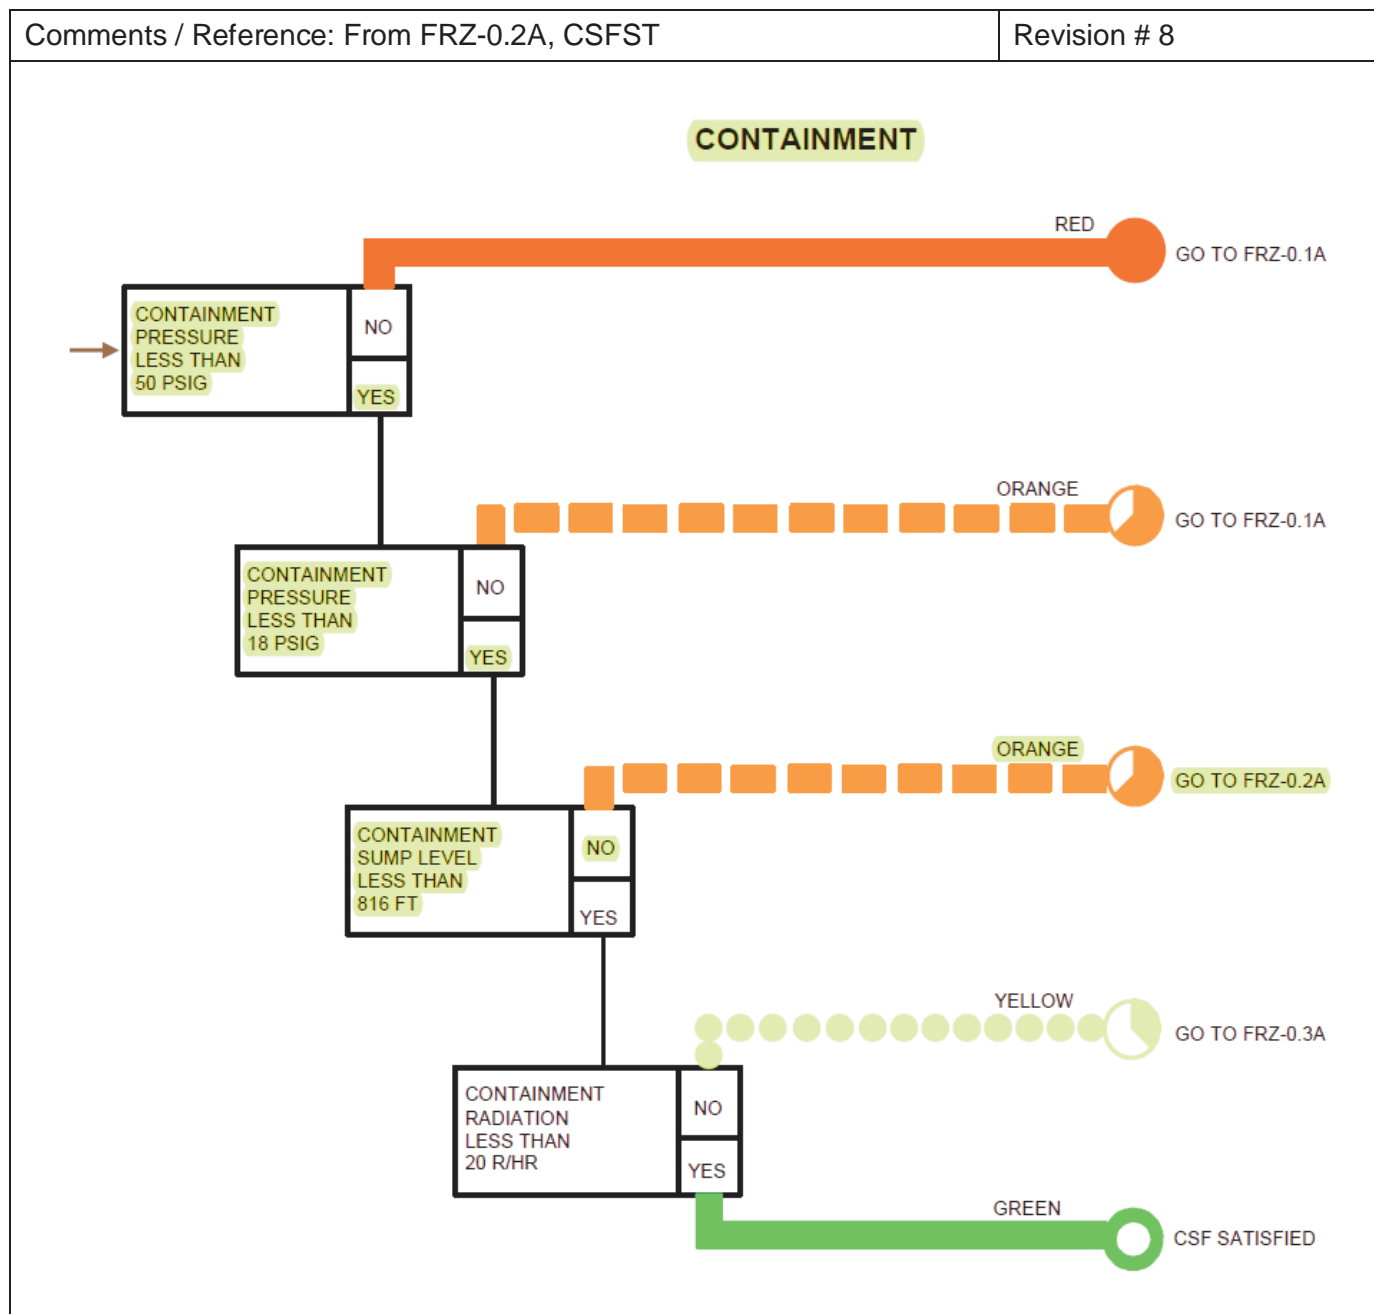 Comments / Reference: From FRZ-0.2A, CSFST
Revision # 8
CONTAINMENT
RED
GO TO FRZ-0.1A
CONTAINMENT
PRESSURE
LESS THAN
50 PSIG
NO
YES
ORANGE
GO TO FRZ-0.1A
CONTAINMENT
PRESSURE
LESS THAN
18 PSIG
NO
YES
ORANGE
GO TO FRZ-0.2A
CONTAINMENT
SUMP LEVEL
LESS THAN
816 FT
NO
YES
YELLOW
GO TO FRZ-0.3A
CONTAINMENT
RADIATION
LESS THAN
20 R/HR
NO
YES
GREEN
CSF SATISFIED